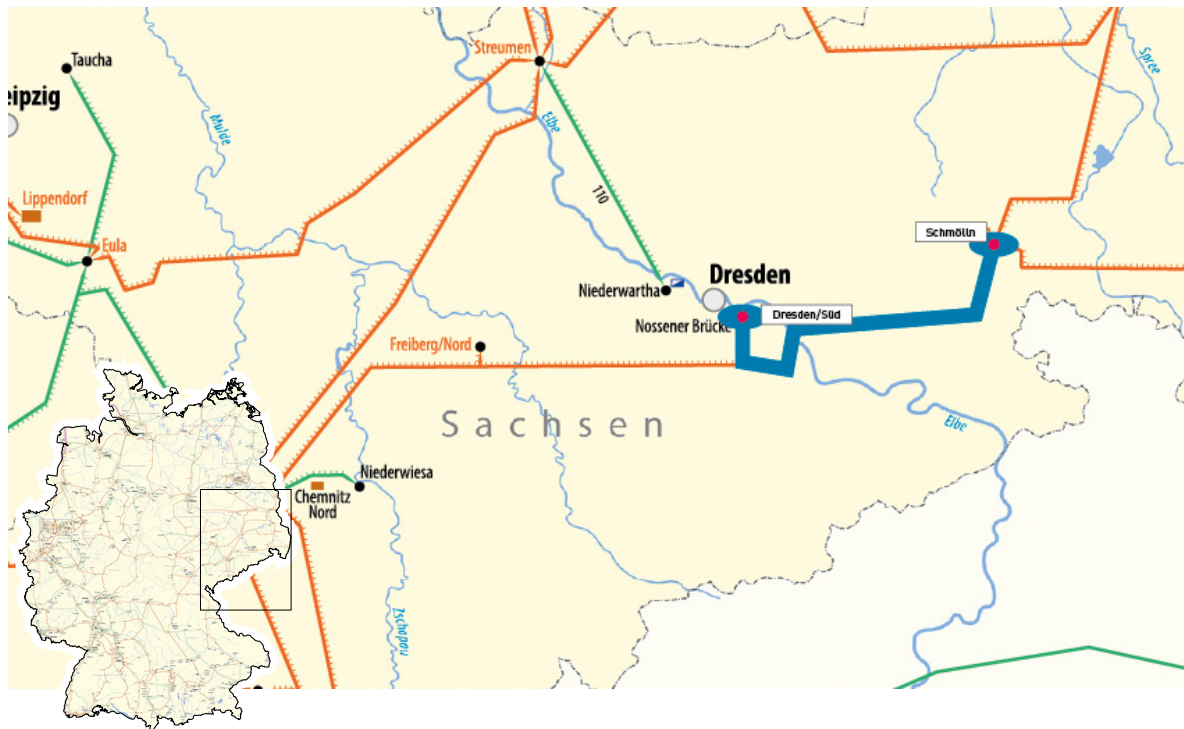 Streumen
Taucha
eipzig
Mulde
Elbe
Spree
110
Lippendorf
Eula
Schmölln
Dresden
Niederwartha
Dresden/Süd
Nossener Brücke
Freiberg/Nord
Sachsen
Elbe
Niederwiesa
Chemnitz
Nord
Zschopau